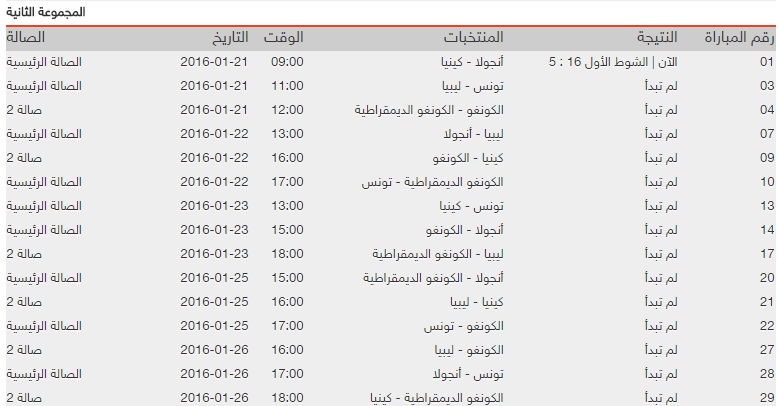 المجموعة الثانية
رقم المباراة النتيجة المنتخبات الوقت التاريخ الصالة
01 الآن | الشوط الأول 16 : 5 أنجولا - كينيا 09:00 2016-01-21 الصالة الرئيسية
03 لم تبدأ تونس - ليبيا 11:00 2016-01-21 الصالة الرئيسية
04 لم تبدأ الكونغو - الكونغو الديمقراطية 12:00 2016-01-21 صالة 2
07 لم تبدأ ليبيا - أنجولا 13:00 2016-01-22 الصالة الرئيسية
09 لم تبدأ كينيا - الكونغو 16:00 2016-01-22 صالة 2
10 لم تبدأ الكونغو الديمقراطية - تونس 17:00 2016-01-22 الصالة الرئيسية
13 لم تبدأ تونس - كينيا 13:00 2016-01-23 الصالة الرئيسية
14 لم تبدأ أنجولا - الكونغو 15:00 2016-01-23 الصالة الرئيسية
17 لم تبدأ ليبيا - الكونغو الديمقراطية 18:00 2016-01-23 صالة 2
20 لم تبدأ أنجولا - الكونغو الديمقراطية 15:00 2016-01-25 الصالة الرئيسية
21 لم تبدأ كينيا - ليبيا 16:00 2016-01-25 صالة 2
22 لم تبدأ الكونغو - تونس 17:00 2016-01-25 الصالة الرئيسية
27 لم تبدأ الكونغو - ليبيا 16:00 2016-01-26 صالة 2
28 لم تبدأ تونس - أنجولا 17:00 2016-01-26 الصالة الرئيسية
29 لم تبدأ الكونغو الديمقراطية - كينيا 18:00 2016-01-26 صالة 2